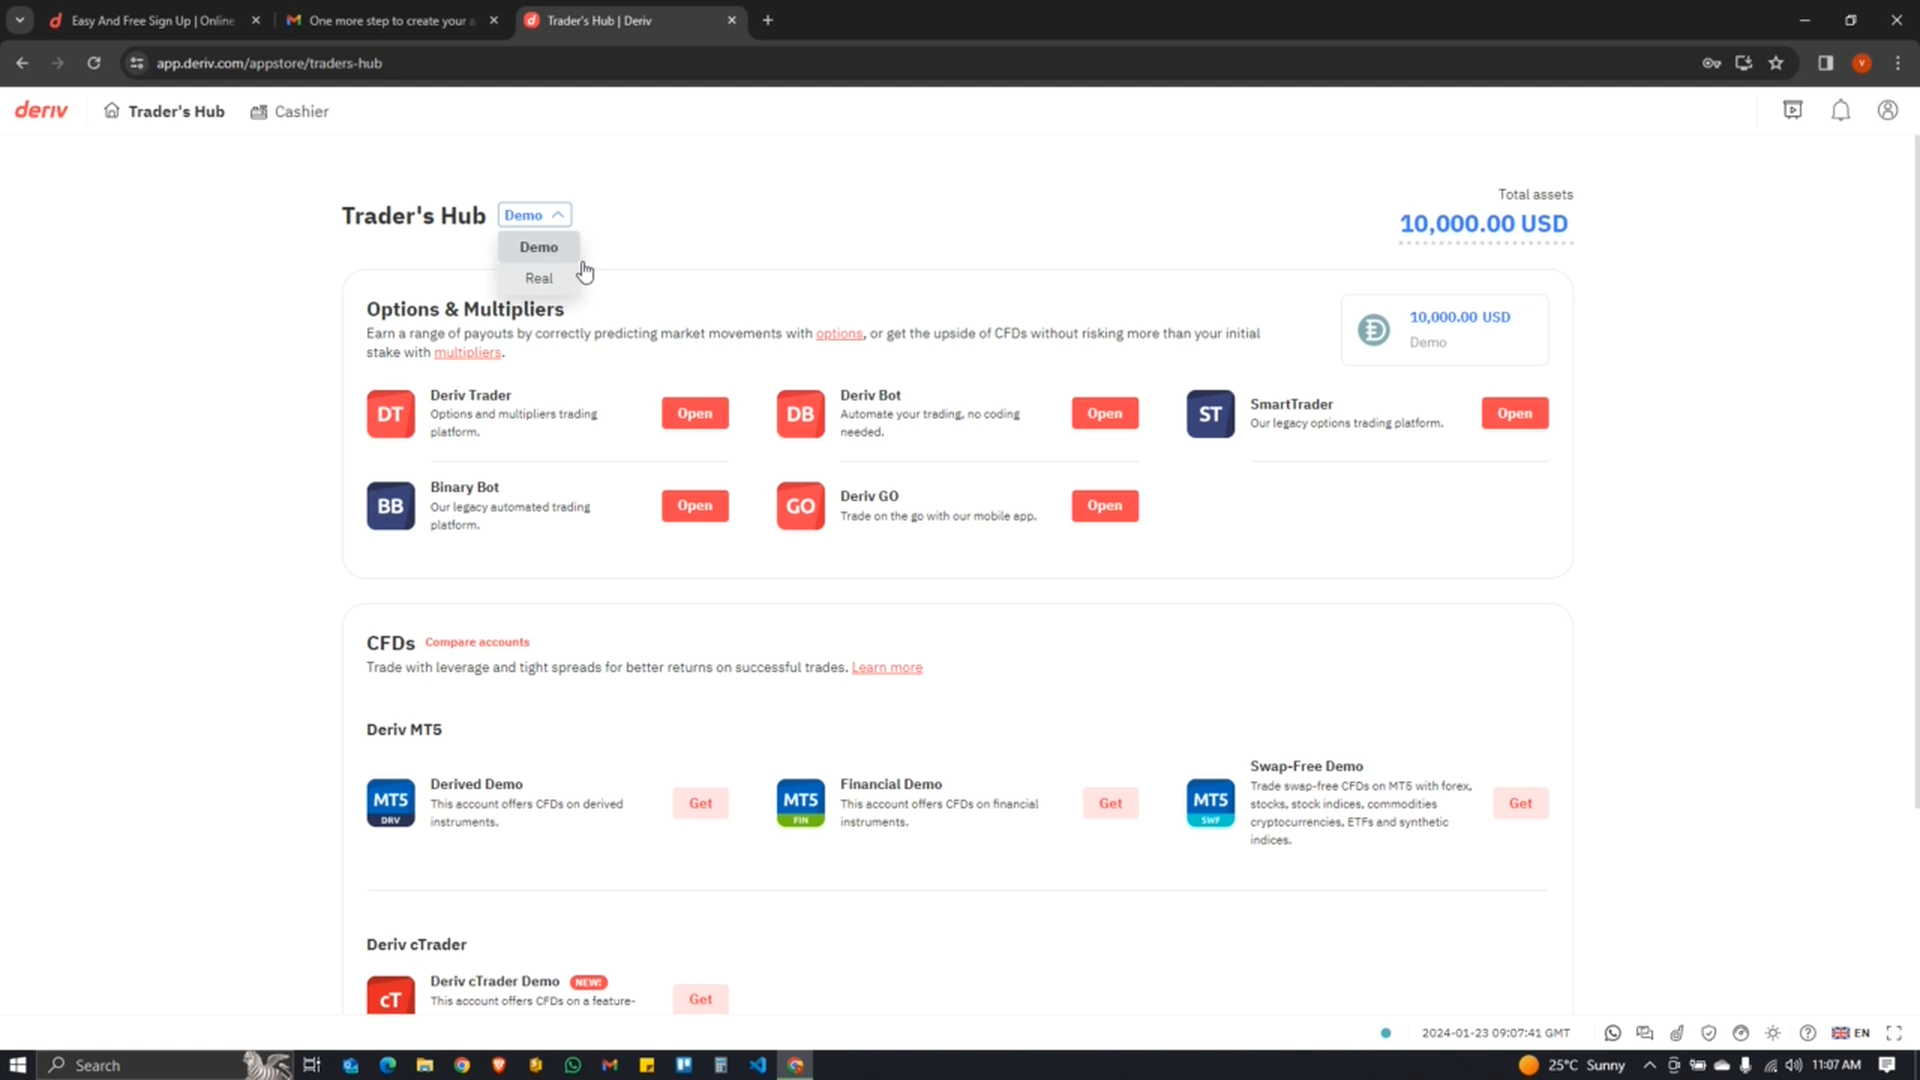 Easy And Free Sign Up | Online
One more step to create your a
Trader's Hub | Deriv
app.deriv.com/appstore/traders-hub
V
deriv
Trader's Hub
Cashier
Total assets
Trader's Hub
Demo
10,000.00 USD
Demo
Real
Options & Multipliers
Earn a range of payouts by correctly predicting market movements with options, or get the upside of CFDs without risking more than your initial
stake with multipliers.
10,000.00 USD
Demo
DT
Deriv Trader
Options and multipliers trading
platform.
Open
DB
Deriv Bot
Automate your trading, no coding
needed.
Open
ST
SmartTrader
Our legacy options trading platform.
Open
BB
Binary Bot
Our legacy automated trading
platform.
Open
GO
Deriv GO
Trade on the go with our mobile app.
Open
CFDs
Compare accounts
Trade with leverage and tight spreads for better returns on successful trades. Learn more
Deriv MT5
MT5
DRV
Derived Demo
This account offers CFDs on derived
instruments.
Get
MT5
FIN
Financial Demo
This account offers CFDs on financial
instruments.
Get
MT5
SWF
Swap-Free Demo
Trade swap-free CFDs on MT5 with forex,
stocks, stock indices, commodities
cryptocurrencies, ETFs and synthetic
indices.
Get
Deriv cTrader
cT
Deriv cTrader Demo
NEW!
This account offers CFDs on a feature-
Get
2024-01-23 09:07:41 GMT
EN
Search
25°C Sunny
11:07 AM